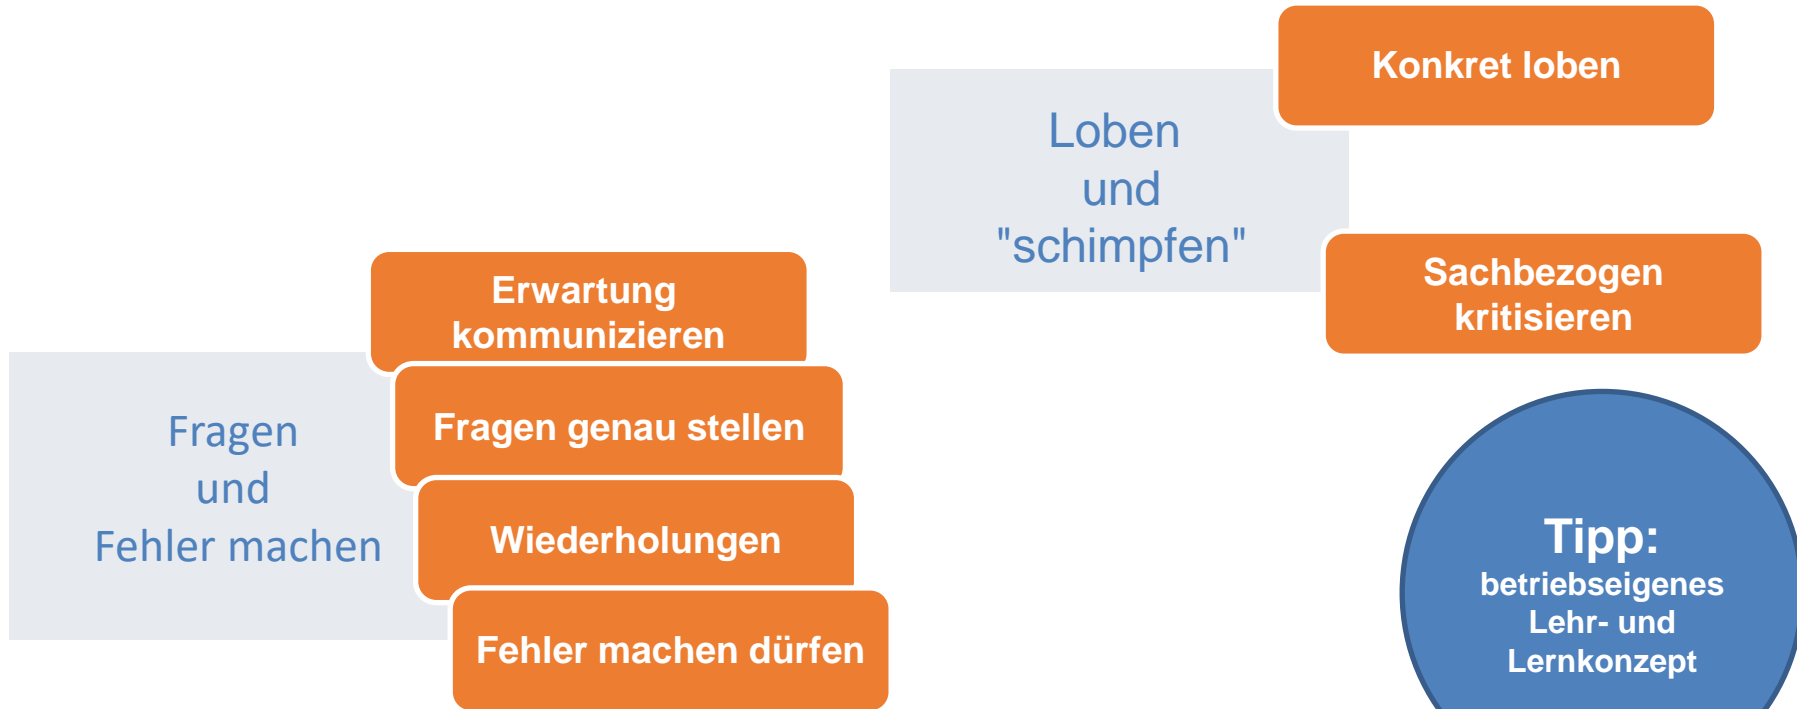 Fragen
und
Fehler machen
Erwartung
kommunizieren
Fragen genau stellen
Wiederholungen
Fehler machen dürfen
Loben
und
"schimpfen"
Konkret loben
Sachbezogen
kritisieren
Tipp:
betriebseigenes
Lehr- und
Lernkonzept